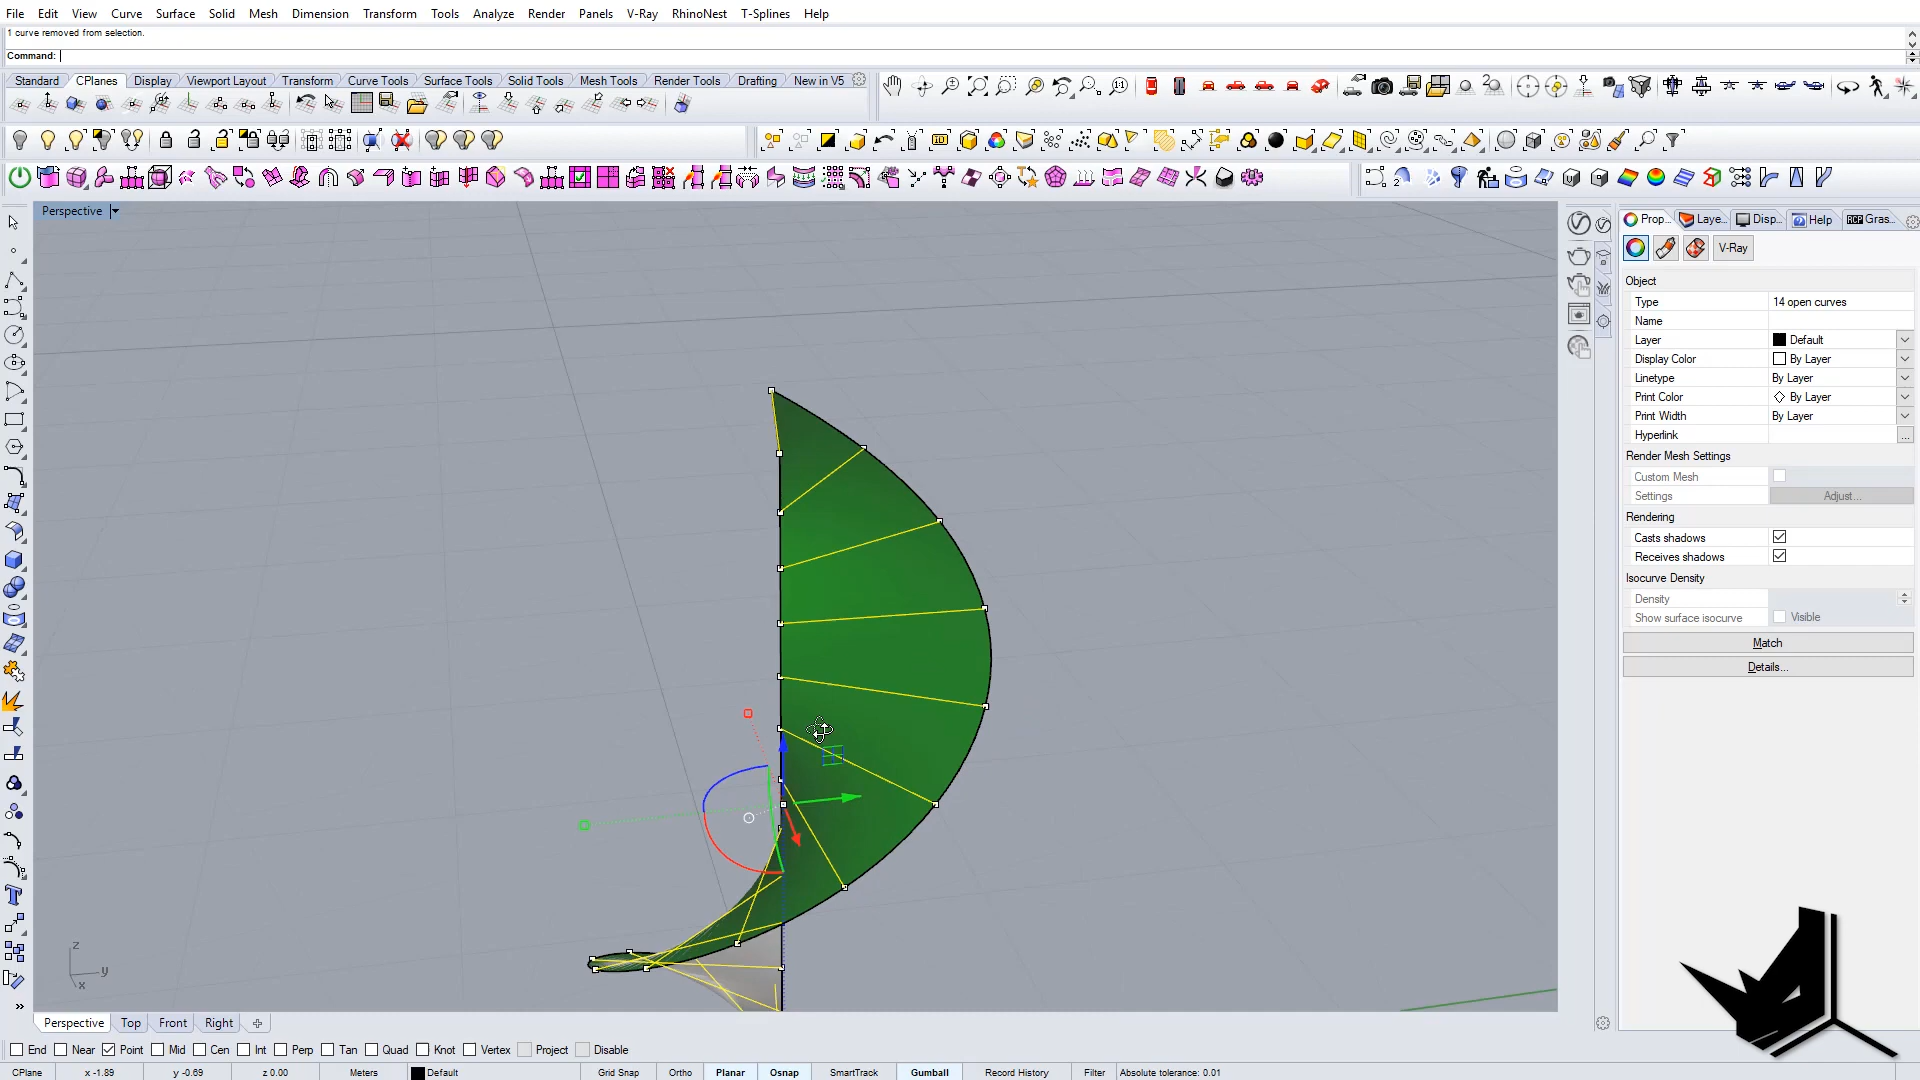 File Edit View Curve Surface Solid Mesh Dimension Transform Tools Analyze Render Panels V-Ray RhinoNest T-Splines Help
1 curve removed from selection.
Command:
Standard CPlanes Display Viewport Layout Transform Curve Tools Surface Tools Solid Tools Mesh Tools Render Tools Drafting New in V5
Perspective
Prop... Laye... Disp... Help Gras...
V-Ray
Object
Type 14 open curves
Name
Layer Default
Display Color By Layer
Linetype By Layer
Print Color By Layer
Print Width By Layer
Hyperlink ...
Render Mesh Settings
Custom Mesh
Settings Adjust...
Rendering
Casts shadows
Receives shadows
Isocurve Density
Density
Show surface isocurve Visible
Match
Details...
z
y
x
Perspective Top Front Right
End Near Point Mid Cen Int Perp Tan Quad Knot Vertex Project Disable
CPlane x -1.89 y -0.69 z 0.00 Meters Default Grid Snap Ortho Planar Osnap SmartTrack Gumball Record History Filter Absolute tolerance: 0.01